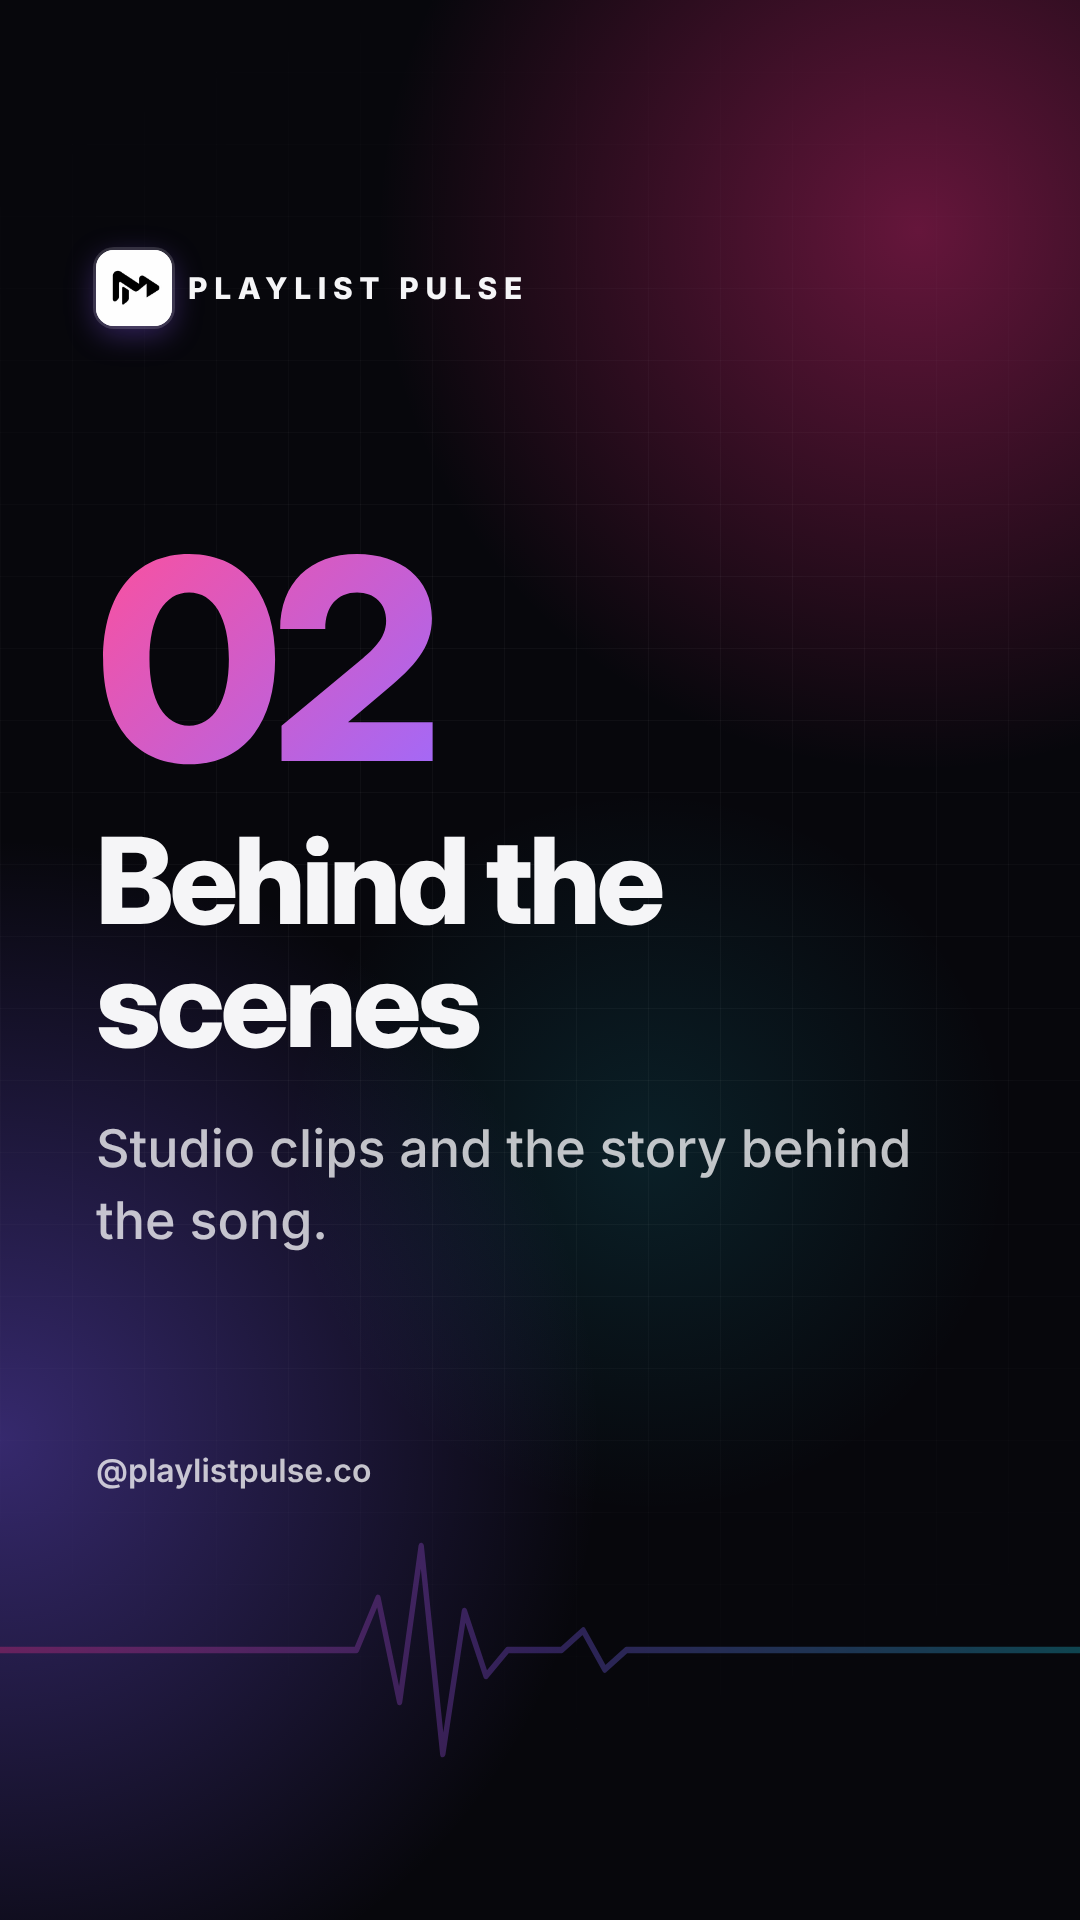 PLAYLIST PULSE
02
Behind the
scenes
Studio clips and the story behind
the song.
@playlistpulse.co